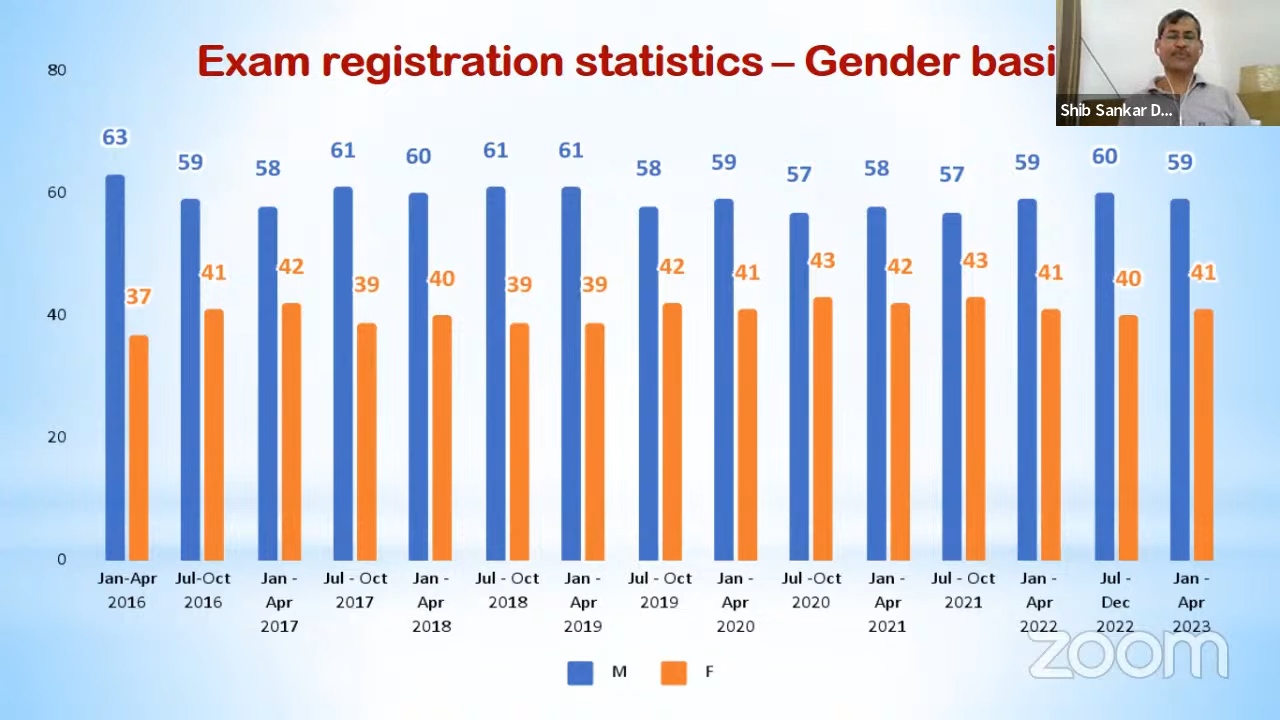 Exam registration statistics – Gender basi
Shib Sankar D...
80
60
40
20
0
63 59 58 61 60 61 61 58 59 57 58 57 59 60 59
37 41 42 39 40 39 39 42 41 43 42 43 41 40 41
Jan-Apr 2016
Jul-Oct 2016
Jan - Apr 2017
Jul - Oct 2017
Jan - Apr 2018
Jul - Oct 2018
Jan - Apr 2019
Jul - Oct 2019
Jan - Apr 2020
Jul -Oct 2020
Jan - Apr 2021
Jul - Oct 2021
Jan - Apr 2022
Jul - Dec 2022
Jan - Apr 2023
M F
zoom